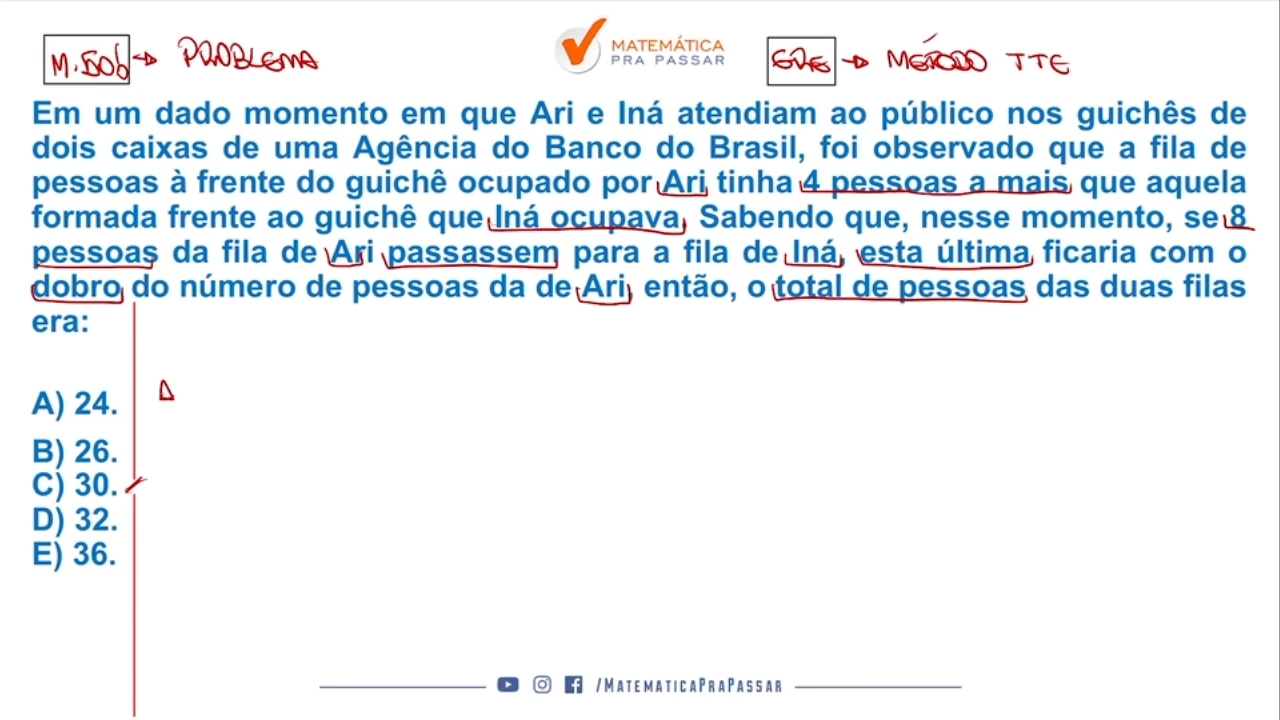 → PROBLEMA
MATEMÁTICA
PRA PASSAR
→ MÉTODO TTE
Em um dado momento em que Ari e Iná atendiam ao público nos guichês de
dois caixas de uma Agência do Banco do Brasil, foi observado que a fila de
pessoas à frente do guichê ocupado por Ari tinha 4 pessoas a mais que aquela
formada frente ao guichê que Iná ocupava. Sabendo que, nesse momento, se 8
pessoas da fila de Ari passassem para a fila de Iná, esta última ficaria com o
dobro do número de pessoas da de Ari, então, o total de pessoas das duas filas
era:
A) 24.
B) 26.
C) 30.
D) 32.
E) 36.
/MATEMATICAPRAPASSAR